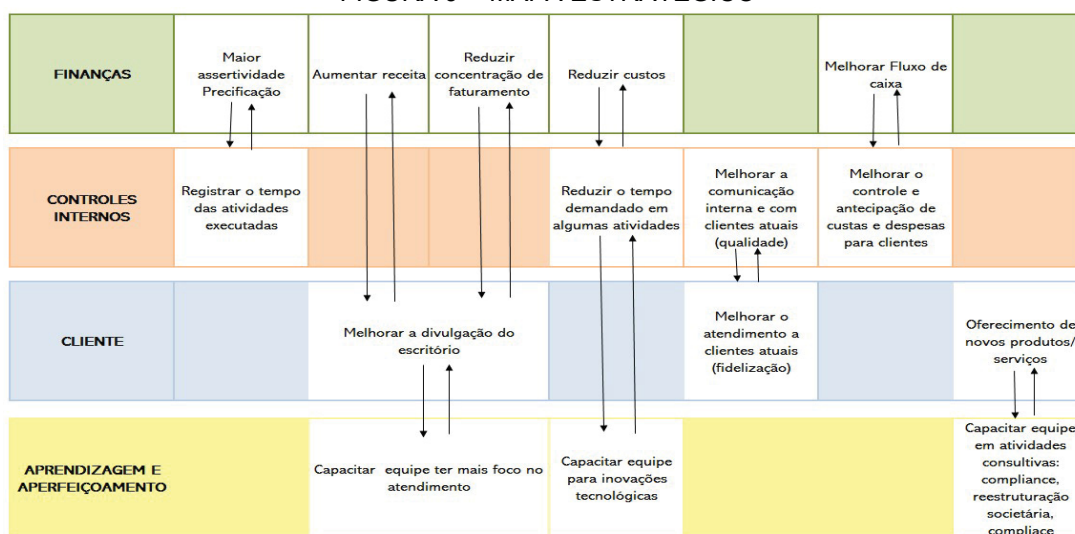 FIGURA – MAPA ESTRATÉGICO
FINANÇAS
Maior
assertividade
Precificação
Aumentar receita
Reduzir
concentração de
faturamento
Reduzir custos
Melhorar Fluxo de
caixa
CONTROLES
INTERNOS
Registrar o tempo
das atividades
executadas
Reduzir o tempo
demandado em
algumas atividades
Melhorar a
comunicação
interna e com
clientes atuais
(qualidade)
Melhorar o
controle e
antecipação de
custas e despesas
para clientes
CLIENTE
Melhorar a divulgação do
escritório
Melhorar o
atendimento a
clientes atuais
(fidelização)
Oferecimento de
novos produtos/
serviços
APRENDIZAGEM E
APERFEIÇOAMENTO
Capacitar equipe ter mais foco no
atendimento
Capacitar equipe
para inovações
tecnológicas
Capacitar equipe
em atividades
consultivas:
compliance,
reestruturação
societária,
compliace